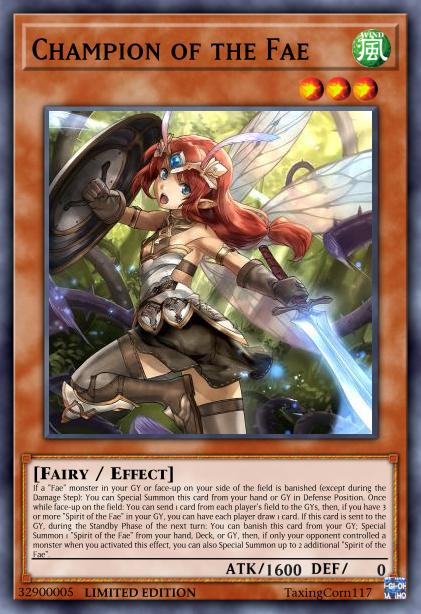 CHAMPION OF THE FAE
WIND
風
[FAIRY / EFFECT]
If a "Fae" monster in your GY or face-up on your side of the field is banished (except during the
Damage Step): You can Special Summon this card from your hand or GY in Defense Position. Once
while face-up on the field: You can send 1 card from each player's field to the GYs, then, if you have 3
or more "Spirit of the Fae" in your GY, you can have each player draw 1 card. If this card is sent to the
GY, during the Standby Phase of the next turn: You can banish this card from your GY; Special
Summon 1 "Spirit of the Fae" from your hand, Deck, or GY, then, if only your opponent controlled a
monster when you activated this effect, you can also Special Summon up to 2 additional "Spirit of the
Fae".
ATK/1600 DEF/ 0
32900005 LIMITED EDITION TaxingCorn117